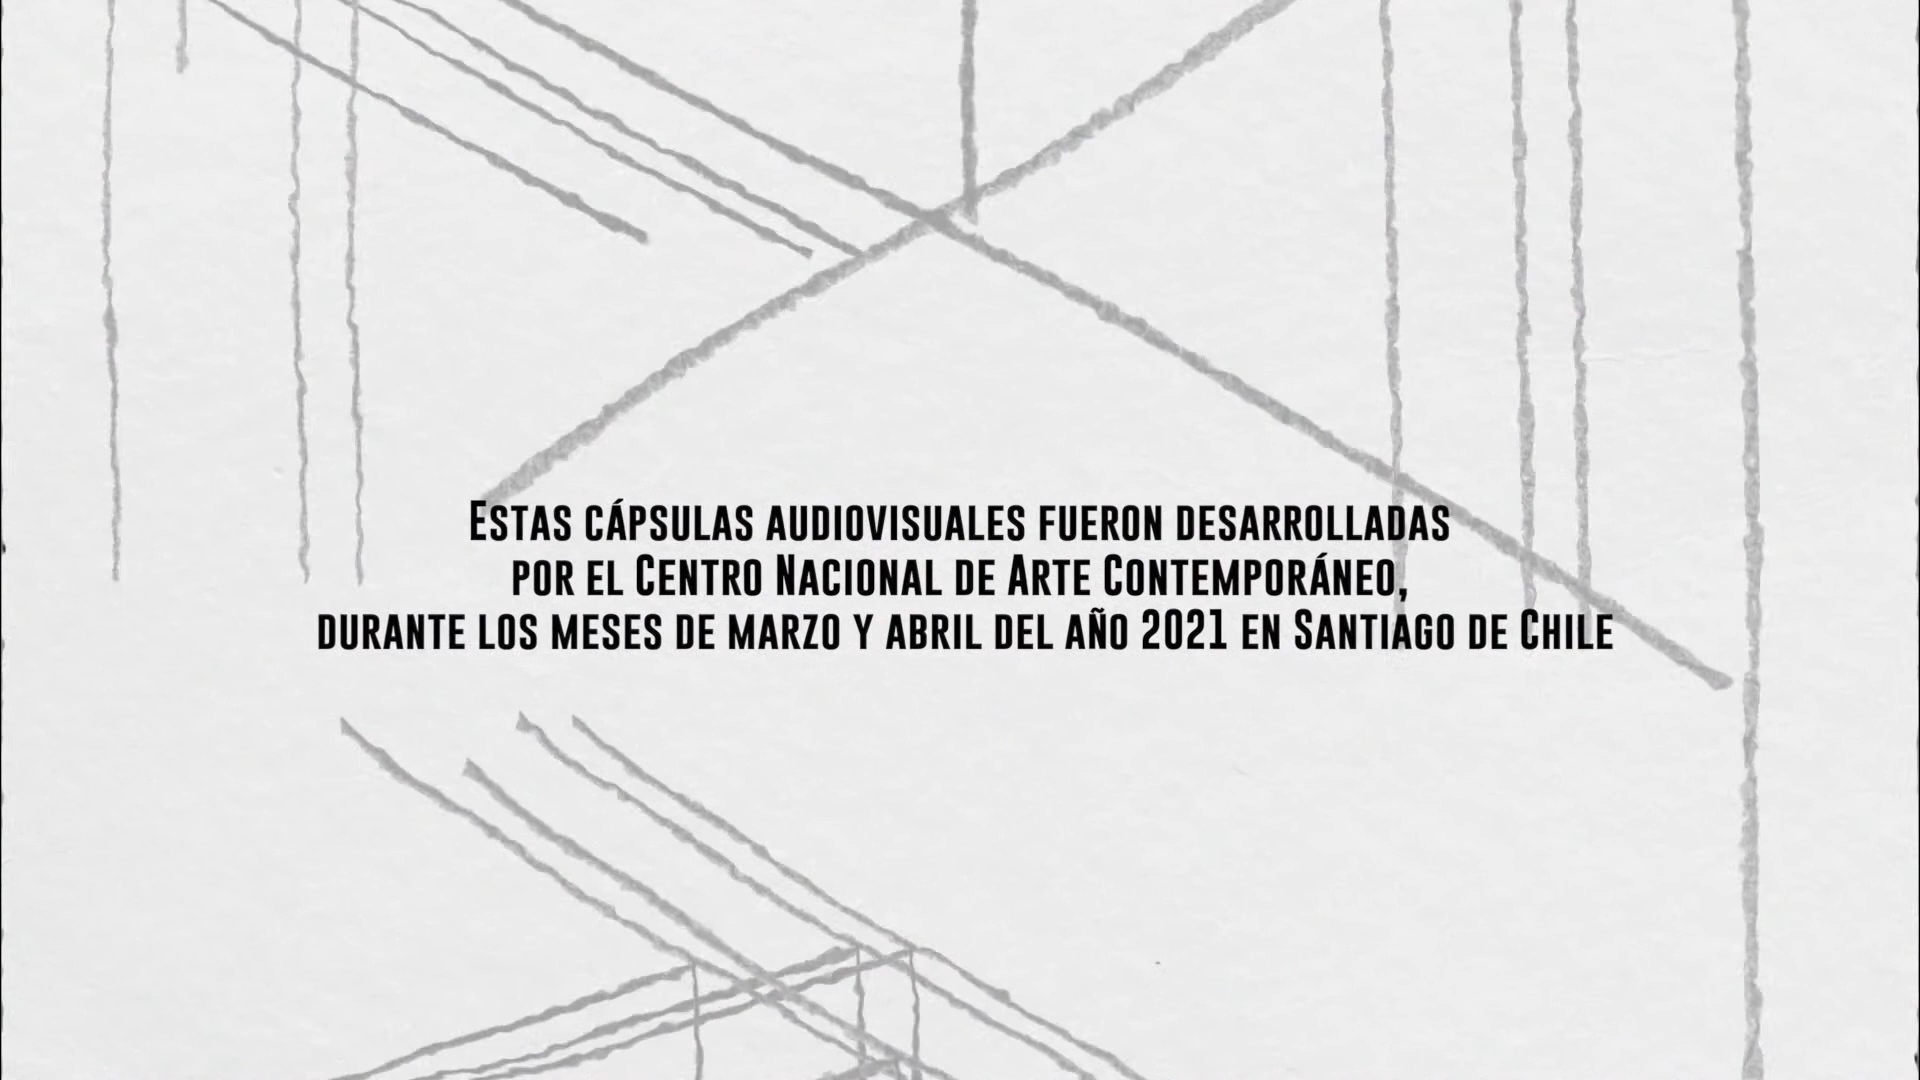 Estas cápsulas audiovisuales fueron desarrolladas
por el Centro Nacional de Arte Contemporáneo,
durante los meses de marzo y abril del año 2021 en Santiago de Chile